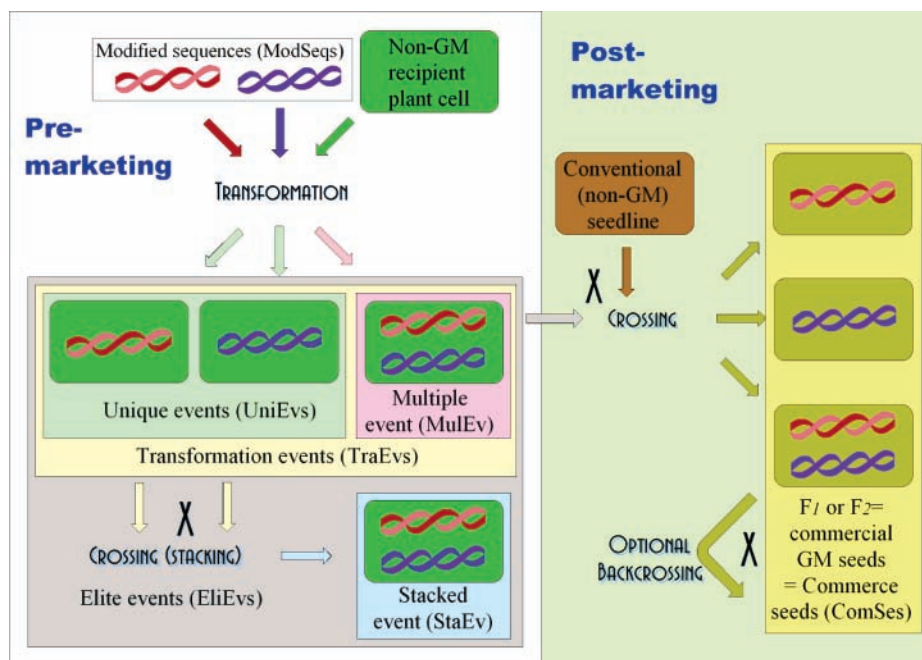 Modified sequences (ModSeqs)
Non-GM
recipient
plant cell
Pre-
marketing
TRANSFORMATION
Unique events (UniEvs)
Multiple
event (MulEv)
Transformation events (TraEvs)
X
CROSSING (STACKING)
Elite events (EliEvs)
Stacked
event (StaEv)
Post-
marketing
Conventional
(non-GM)
seedline
X
CROSSING
OPTIONAL
BACKCROSSING
X
F1 or F2=
commercial
GM seeds
= Commerce
seeds (ComSes)